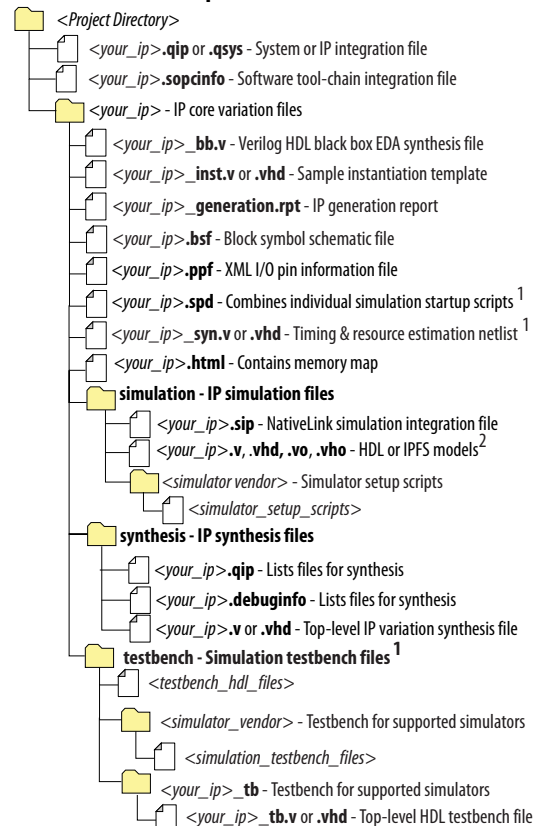 <Project Directory>
<your_ip>.qip or .qsys - System or IP integration file
<your_ip>.sopcinfo - Software tool-chain integration file
<your_ip> - IP core variation files
<your_ip>_bb.v - Verilog HDL black box EDA synthesis file
<your_ip>_inst.v or .vhd - Sample instantiation template
<your_ip>_generation.rpt - IP generation report
<your_ip>.bsf - Block symbol schematic file
<your_ip>.ppf - XML I/O pin information file
<your_ip>.spd - Combines individual simulation startup scripts 1
<your_ip>_syn.v or .vhd - Timing & resource estimation netlist 1
<your_ip>.html - Contains memory map
simulation - IP simulation files
<your_ip>.sip - NativeLink simulation integration file
<your_ip>.v, .vhd, .vo, .vho - HDL or IPFS models2
<simulator vendor> - Simulator setup scripts
<simulator_setup_scripts>
synthesis - IP synthesis files
<your_ip>.qip - Lists files for synthesis
<your_ip>.debuginfo - Lists files for synthesis
<your_ip>.v or .vhd - Top-level IP variation synthesis file
testbench - Simulation testbench files 1
<testbench_hdl_files>
<simulator_vendor> - Testbench for supported simulators
<simulation_testbench_files>
<your_ip>_tb - Testbench for supported simulators
<your_ip>_tb.v or .vhd - Top-level HDL testbench file